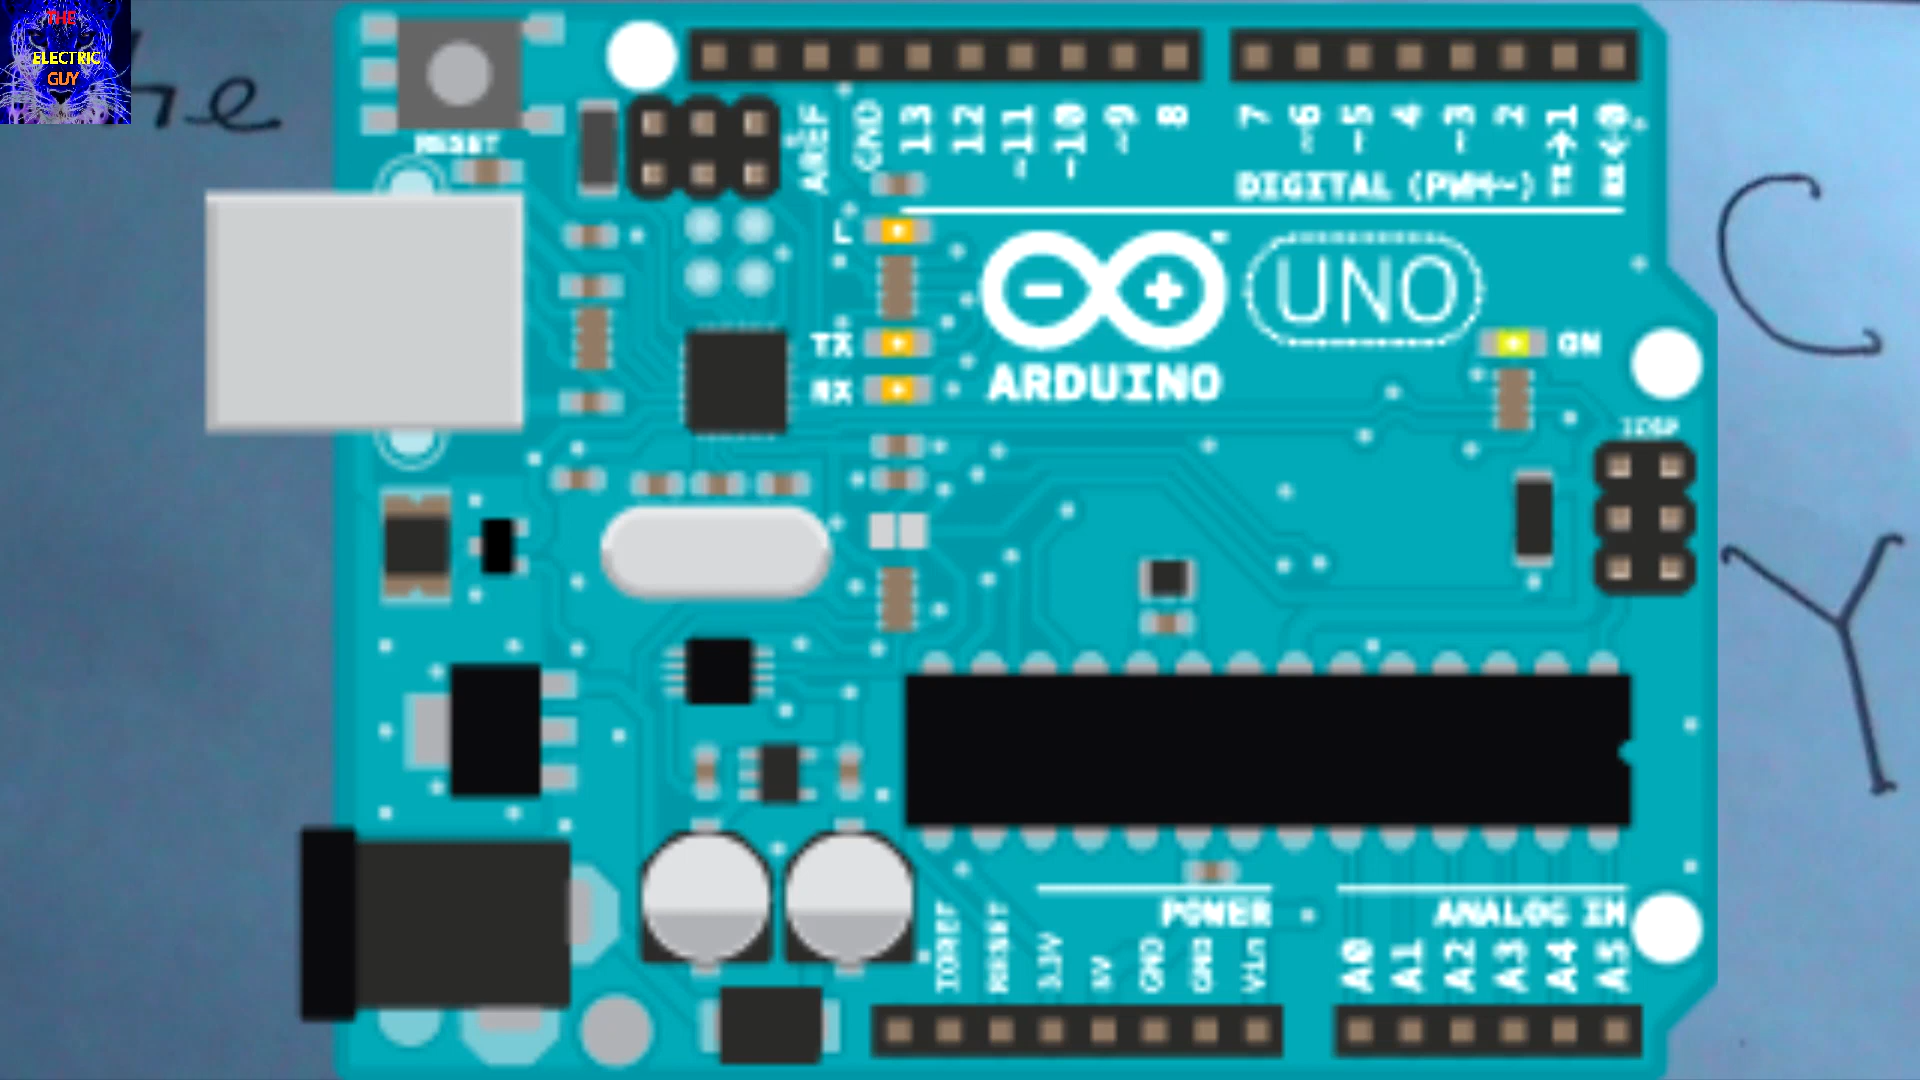 THE
ELECTRIC
GUY
he
RESET
AREF
GND
13
12
~11
~10
~9
8
7
~6
~5
4
~3
2
TX→1
RX←0
DIGITAL (PWM~)
L
TX
RX
UNO
ARDUINO
ON
ICSP
C
Y
POWER
ANALOG IN
IOREF
RESET
3.3V
5V
GND
GND
Vin
A0
A1
A2
A3
A4
A5